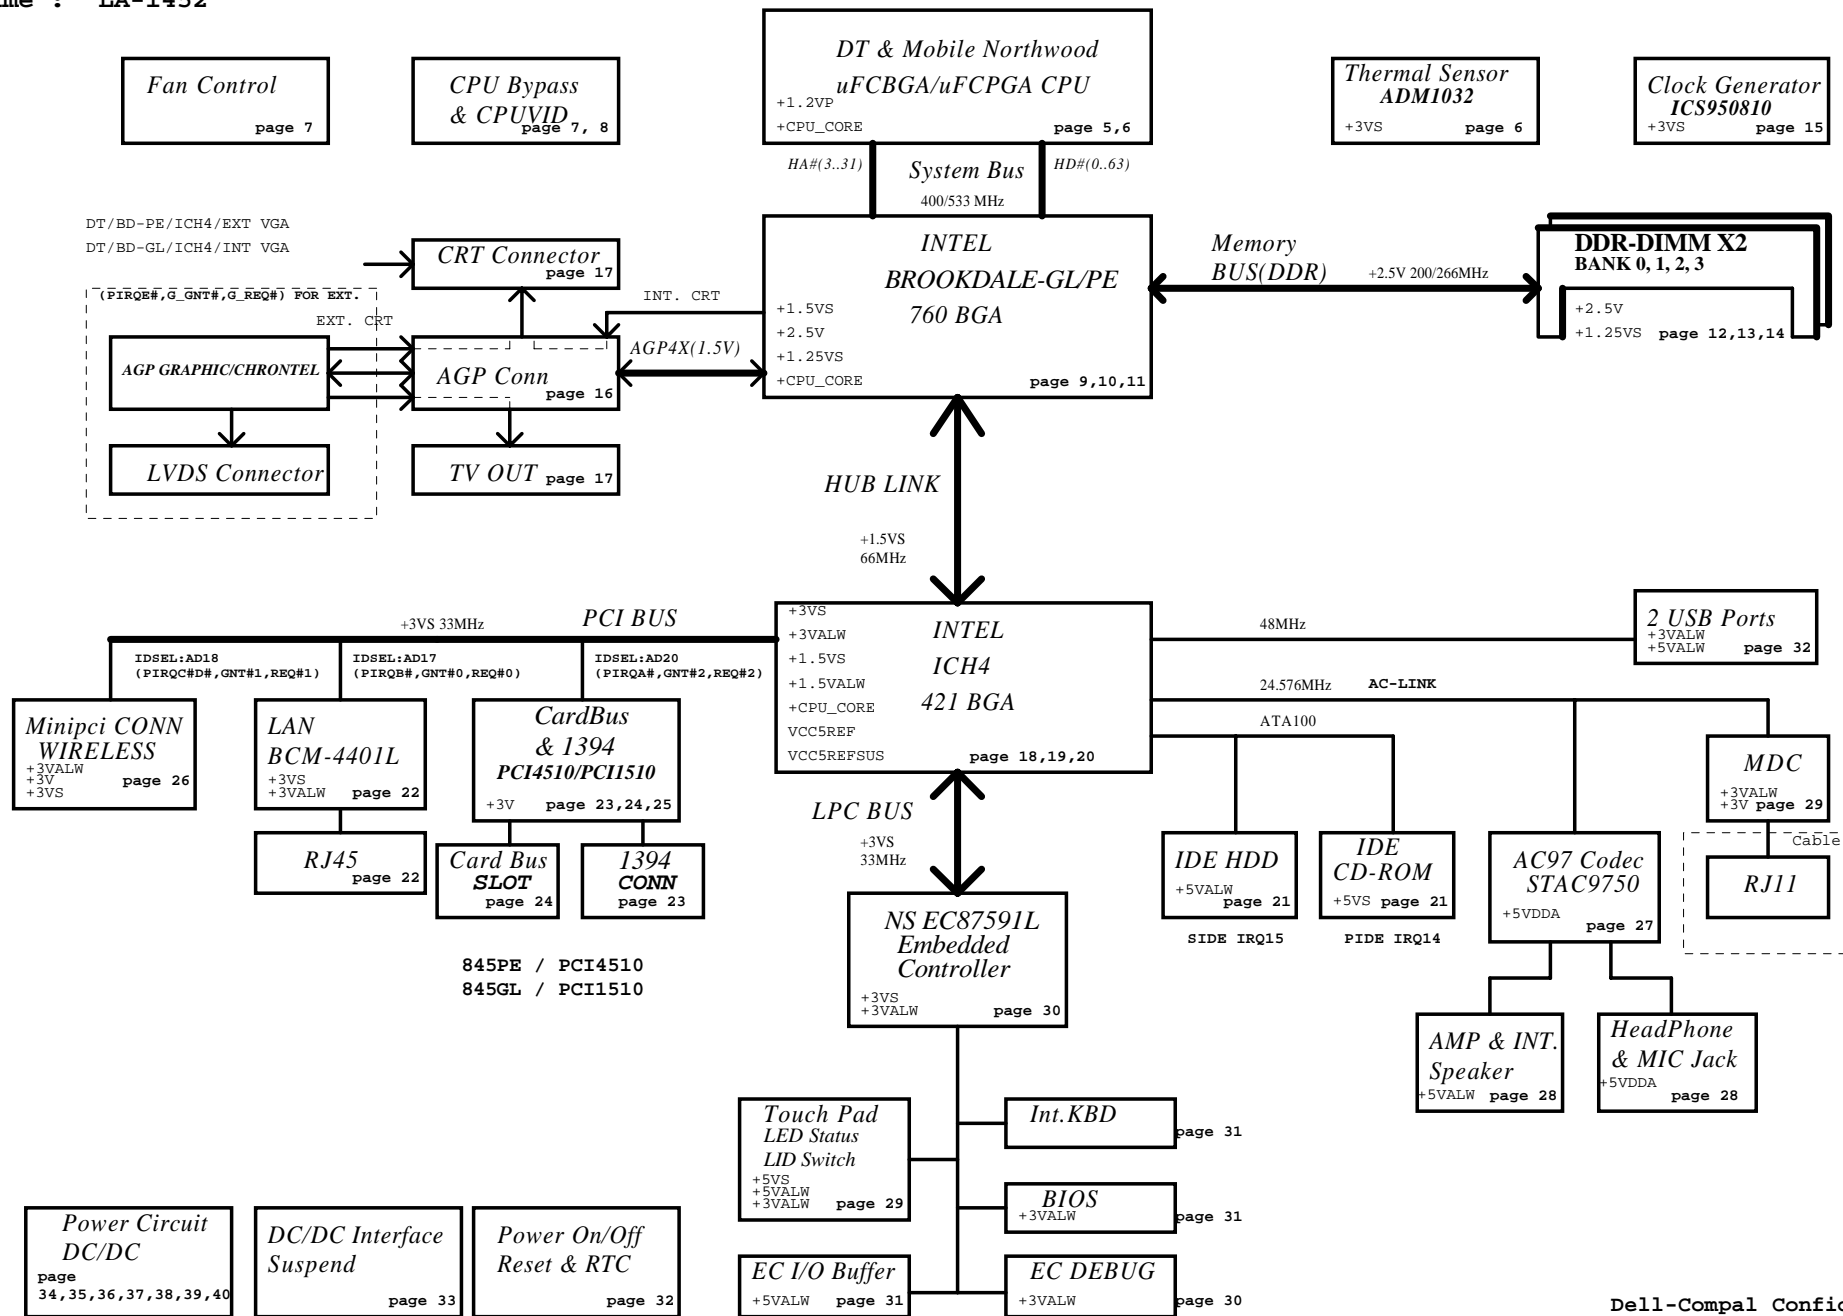 LA-1452
Fan Control
page 7
CPU Bypass
& CPUVID
page 7, 8
DT & Mobile Northwood
uFCBGA/uFCPGA CPU
+1.2VP
+CPU_CORE
page 5,6
Thermal Sensor
ADM1032
+3VS
page 6
Clock Generator
ICS950810
+3VS
page 15
HA#(3..31)
System Bus
HD#(0..63)
400/533 MHz
DT/BD-PE/ICH4/EXT VGA
DT/BD-GL/ICH4/INT VGA
CRT Connector
page 17
(PIRQE#,G_GNT#,G_REQ#) FOR EXT.
EXT. CRT
INT. CRT
AGP GRAPHIC/CHRONTEL
AGP Conn
page 16
AGP4X(1.5V)
LVDS Connector
TV OUT
page 17
INTEL
BROOKDALE-GL/PE
760 BGA
+1.5VS
+2.5V
+1.25VS
+CPU_CORE
page 9,10,11
Memory
BUS(DDR)
+2.5V 200/266MHz
DDR-DIMM X2
BANK 0, 1, 2, 3
+2.5V
+1.25VS
page 12,13,14
HUB LINK
+1.5VS
66MHz
+3VS 33MHz
PCI BUS
IDSEL:AD18
(PIRQC#D#,GNT#1,REQ#1)
IDSEL:AD17
(PIRQB#,GNT#0,REQ#0)
IDSEL:AD20
(PIRQA#,GNT#2,REQ#2)
+3VS
+3VALW
+1.5VS
+1.5VALW
+CPU_CORE
VCC5REF
VCC5REFSUS
INTEL
ICH4
421 BGA
page 18,19,20
48MHz
2 USB Ports
+3VALW
+5VALW
page 32
24.576MHz
AC-LINK
ATA100
Minipci CONN
WIRELESS
+3VALW
+3V
+3VS
page 26
LAN
BCM-4401L
+3VS
+3VALW
page 22
CardBus
& 1394
PCI4510/PCI1510
+3V
page 23,24,25
MDC
+3VALW
+3V page 29
RJ45
page 22
Card Bus
SLOT
page 24
1394
CONN
page 23
LPC BUS
+3VS
33MHz
IDE HDD
+5VALW
page 21
SIDE IRQ15
IDE
CD-ROM
+5VS page 21
PIDE IRQ14
AC97 Codec
STAC9750
+5VDDA
page 27
Cable
RJ11
845PE / PCI4510
845GL / PCI1510
NS EC87591L
Embedded
Controller
+3VS
+3VALW
page 30
AMP & INT.
Speaker
+5VALW page 28
HeadPhone
& MIC Jack
+5VDDA
page 28
Touch Pad
LED Status
LID Switch
+5VS
+5VALW
+3VALW
page 29
Int.KBD
page 31
BIOS
+3VALW
page 31
Power Circuit
DC/DC
page
34,35,36,37,38,39,40
DC/DC Interface
Suspend
page 33
Power On/Off
Reset & RTC
page 32
EC I/O Buffer
+5VALW page 31
EC DEBUG
+3VALW
page 30
Dell-Compal Confic